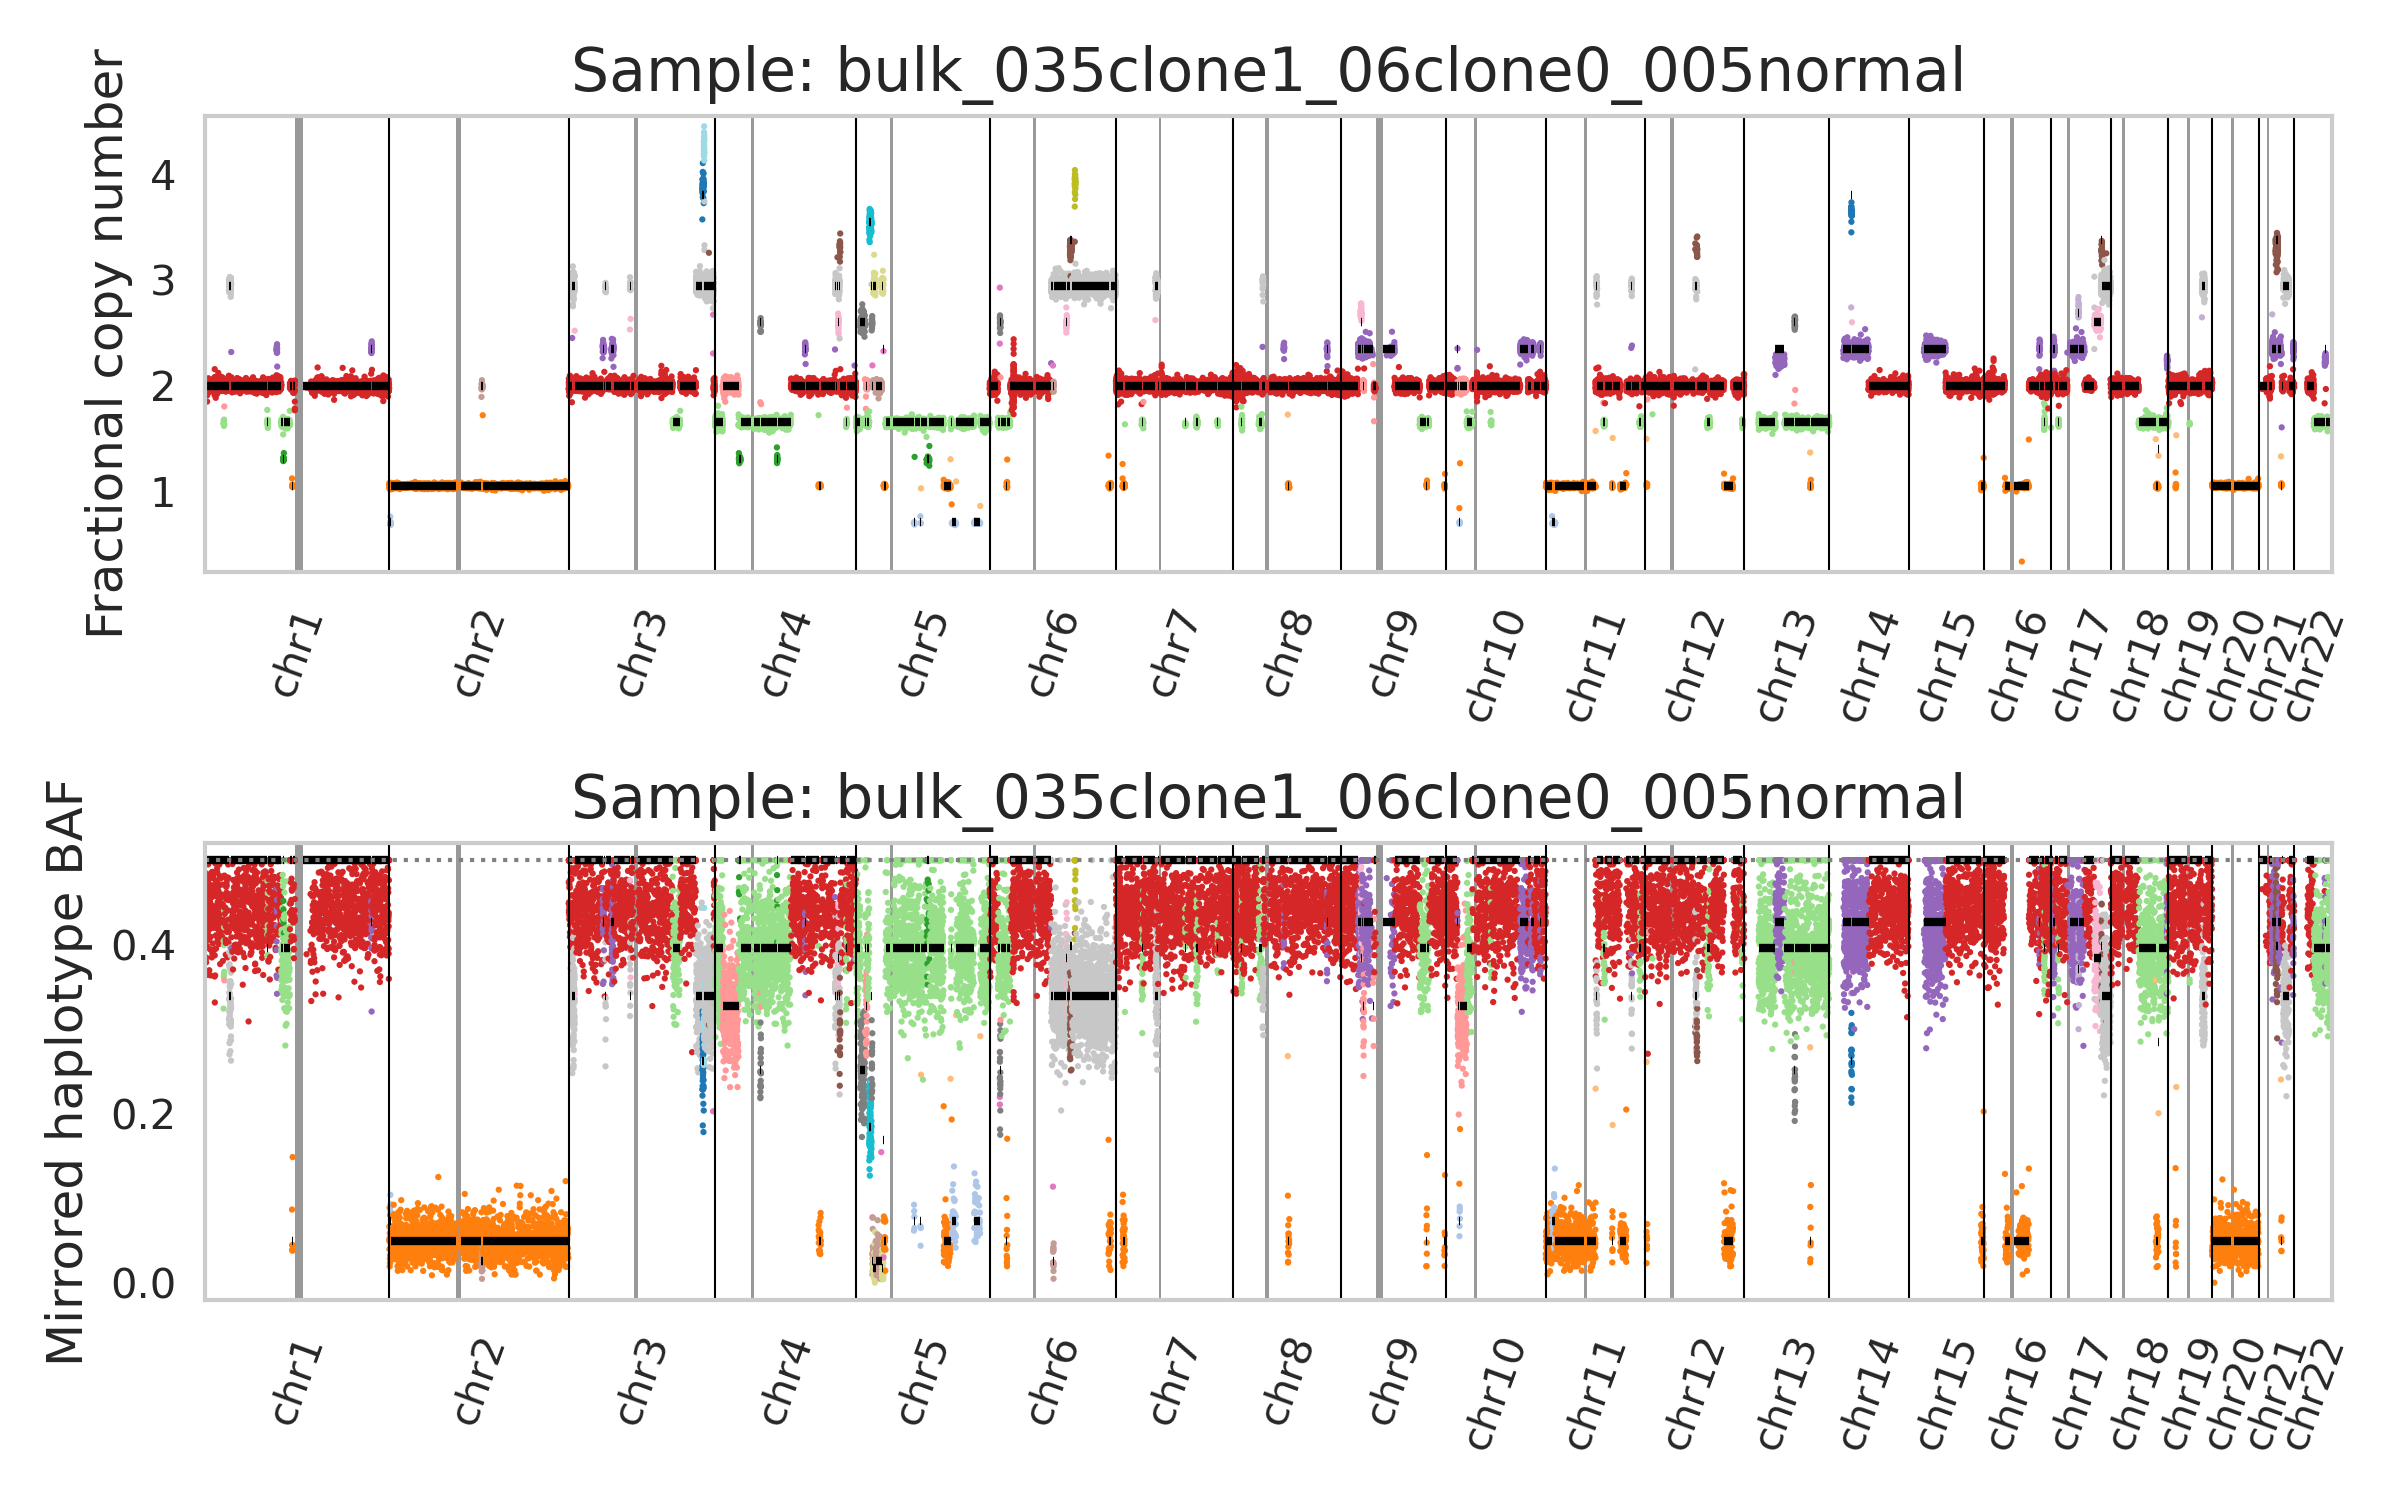 Sample: bulk_035clone1_06clone0_005normal
Fractional copy number
4
3
2
1
chr1
chr2
chr3
chr4
chr5
chr6
chr7
chr8
chr9
chr10
chr11
chr12
chr13
chr14
chr15
chr16
chr17
chr18
chr19
chr20
chr21
chr22
Sample: bulk_035clone1_06clone0_005normal
Mirrored haplotype BAF
0.4
0.2
0.0
chr1
chr2
chr3
chr4
chr5
chr6
chr7
chr8
chr9
chr10
chr11
chr12
chr13
chr14
chr15
chr16
chr17
chr18
chr19
chr20
chr21
chr22